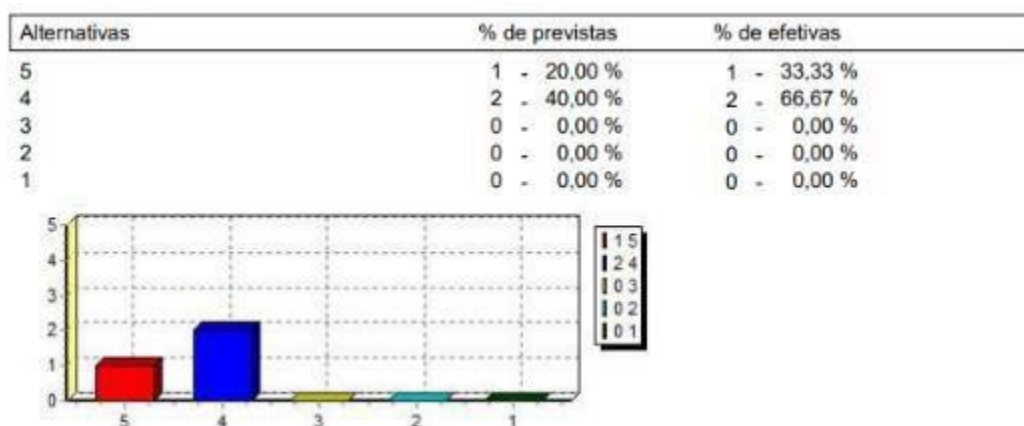 Alternativas % de previstas % de efetivas
5 1 - 20,00 % 1 - 33,33 %
4 2 - 40,00 % 2 - 66,67 %
3 0 - 0,00 % 0 - 0,00 %
2 0 - 0,00 % 0 - 0,00 %
1 0 - 0,00 % 0 - 0,00 %
5
4
3
2
1
0
5 4 3 2 1
1 5
2 4
0 3
0 2
0 1